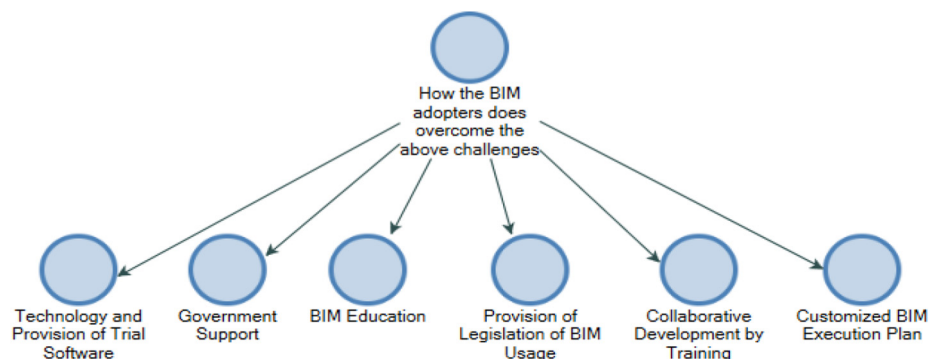 How the BIM
adopters does
overcome the
above challenges
Technology and
Provision of Trial
Software
Government
Support
BIM Education
Provision of
Legislation of BIM
Usage
Collaborative
Development by
Training
Customized BIM
Execution Plan